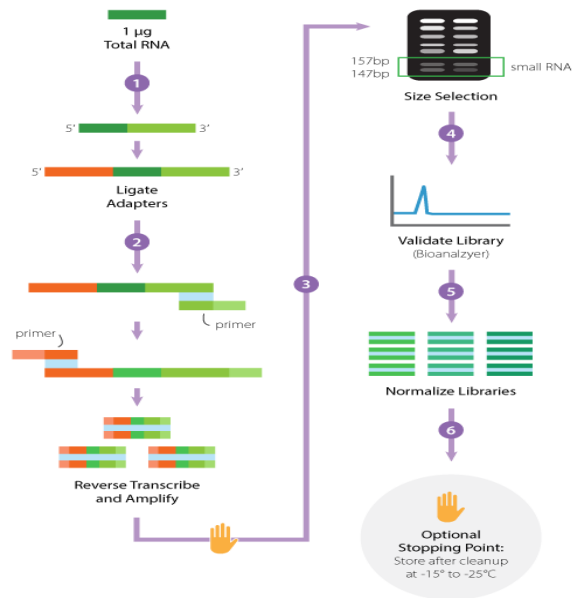 1 µg
Total RNA
1
5' 3'
5' 3'
Ligate
Adapters
2
primer
primer
Reverse Transcribe
and Amplify
3
157bp
147bp
small RNA
Size Selection
4
Validate Library
(Bioanalzyer)
5
Normalize Libraries
6
Optional
Stopping Point:
Store after cleanup
at -15° to -25°C